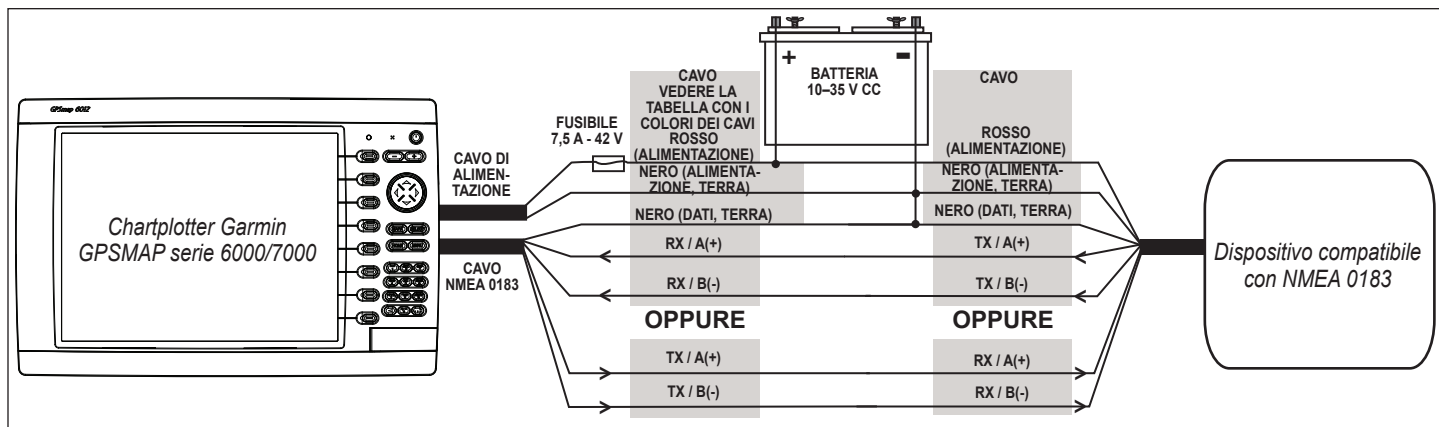 GPSmap 6012
Chartplotter Garmin
GPSMAP serie 6000/7000
CAVO DI
ALIMEN-
TAZIONE
CAVO
NMEA 0183
FUSIBILE
7,5 A - 42 V
CAVO
VEDERE LA
TABELLA CON I
COLORI DEI CAVI
ROSSO
(ALIMENTAZIONE)
NERO (ALIMENTA-
ZIONE, TERRA)
NERO (DATI, TERRA)
RX / A(+)
RX / B(-)
OPPURE
TX / A(+)
TX / B(-)
+
-
BATTERIA
10–35 V CC
CAVO
ROSSO
(ALIMENTAZIONE)
NERO (ALIMENTA-
ZIONE, TERRA)
NERO (DATI, TERRA)
TX / A(+)
TX / B(-)
OPPURE
RX / A(+)
RX / B(-)
Dispositivo compatibile
con NMEA 0183